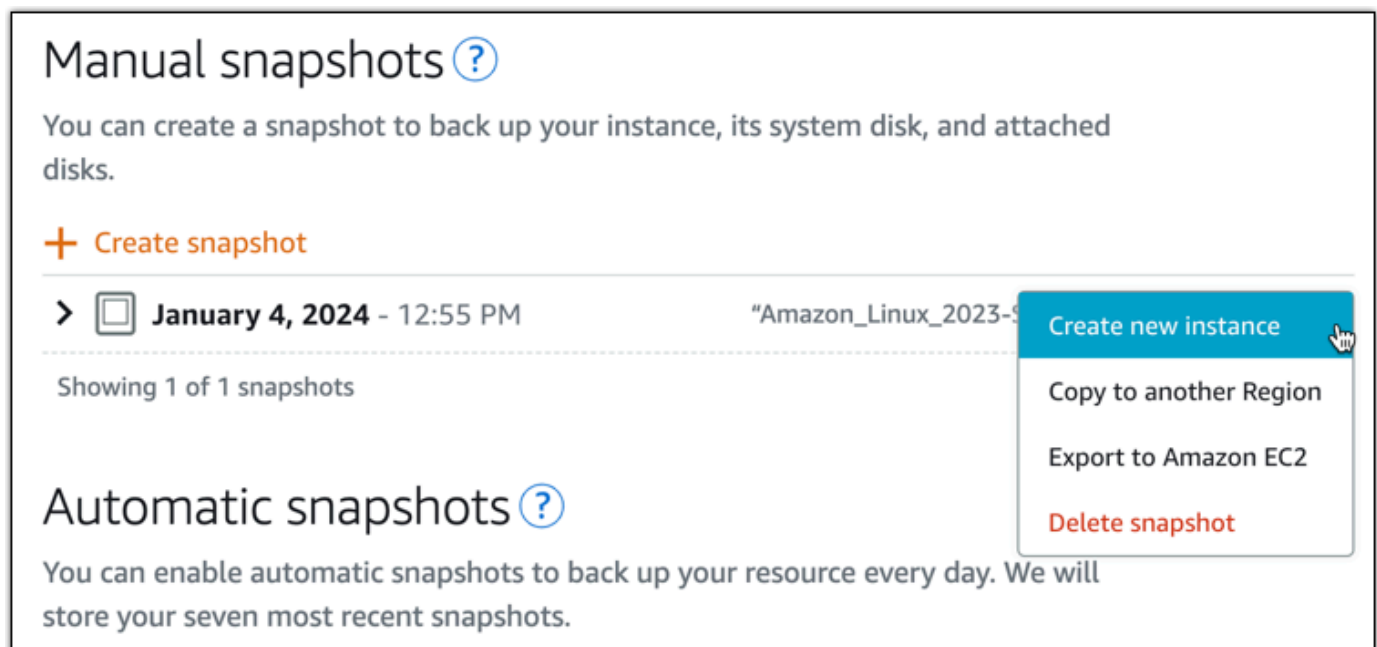 Manual snapshots ?
You can create a snapshot to back up your instance, its system disk, and attached
disks.
+ Create snapshot
January 4, 2024 - 12:55 PM
“Amazon_Linux_2023-
Create new instance
Showing 1 of 1 snapshots
Copy to another Region
Export to Amazon EC2
Delete snapshot
Automatic snapshots ?
You can enable automatic snapshots to back up your resource every day. We will
store your seven most recent snapshots.